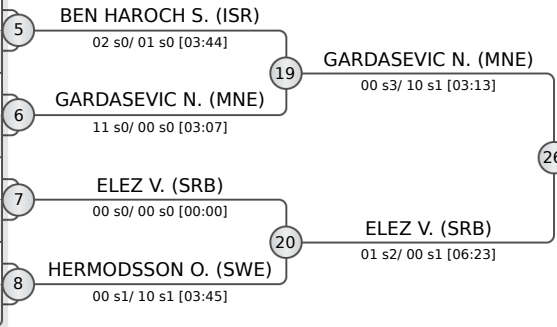 BEN HAROCH S. (ISR)
5
02 s0/ 01 s0 [03:44]
19
GARDASEVIC N. (MNE)
00 s3/ 10 s1 [03:13]
GARDASEVIC N. (MNE)
6
11 s0/ 00 s0 [03:07]
26
ELEZ V. (SRB)
7
00 s0/ 00 s0 [00:00]
20
ELEZ V. (SRB)
01 s2/ 00 s1 [06:23]
HERMODSSON O. (SWE)
8
00 s1/ 10 s1 [03:45]